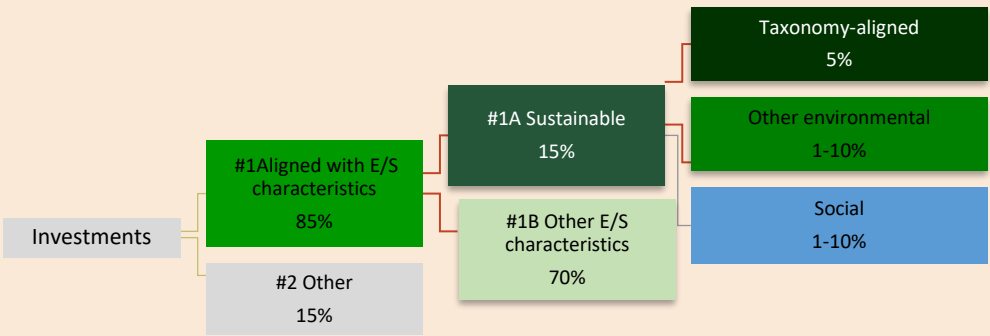 Investments
#1Aligned with E/S
characteristics
85%
#2 Other
15%
#1A Sustainable
15%
#1B Other E/S
characteristics
70%
Taxonomy-aligned
5%
Other environmental
1-10%
Social
1-10%